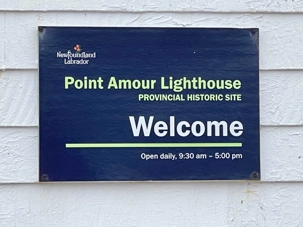 Newfoundland
Labrador
Point Amour Lighthouse
PROVINCIAL HISTORIC SITE
Welcome
Open daily, 9:30 am – 5:00 pm